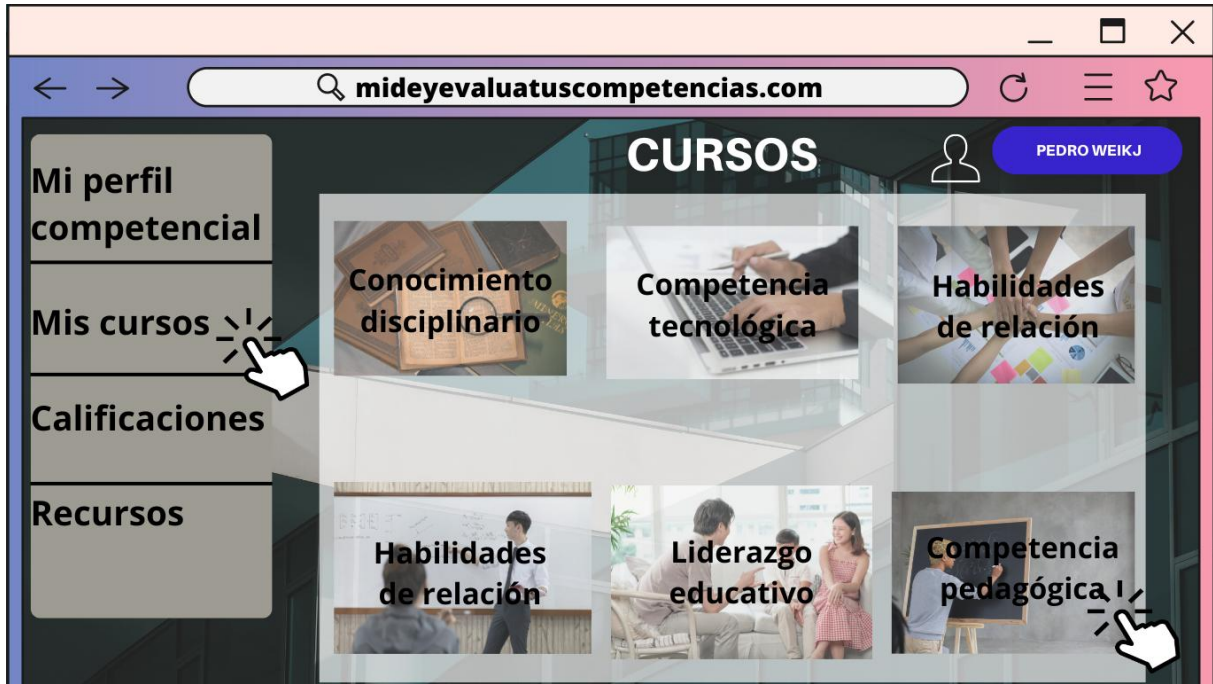 mideyevaluatuscompetencias.com
CURSOS
PEDRO WEIKJ
Mi perfil
competencial
Mis cursos
Calificaciones
Recursos
Conocimiento
disciplinario
Competencia
tecnológica
Habilidades
de relación
Habilidades
de relación
Liderazgo
educativo
Competencia
pedagógica